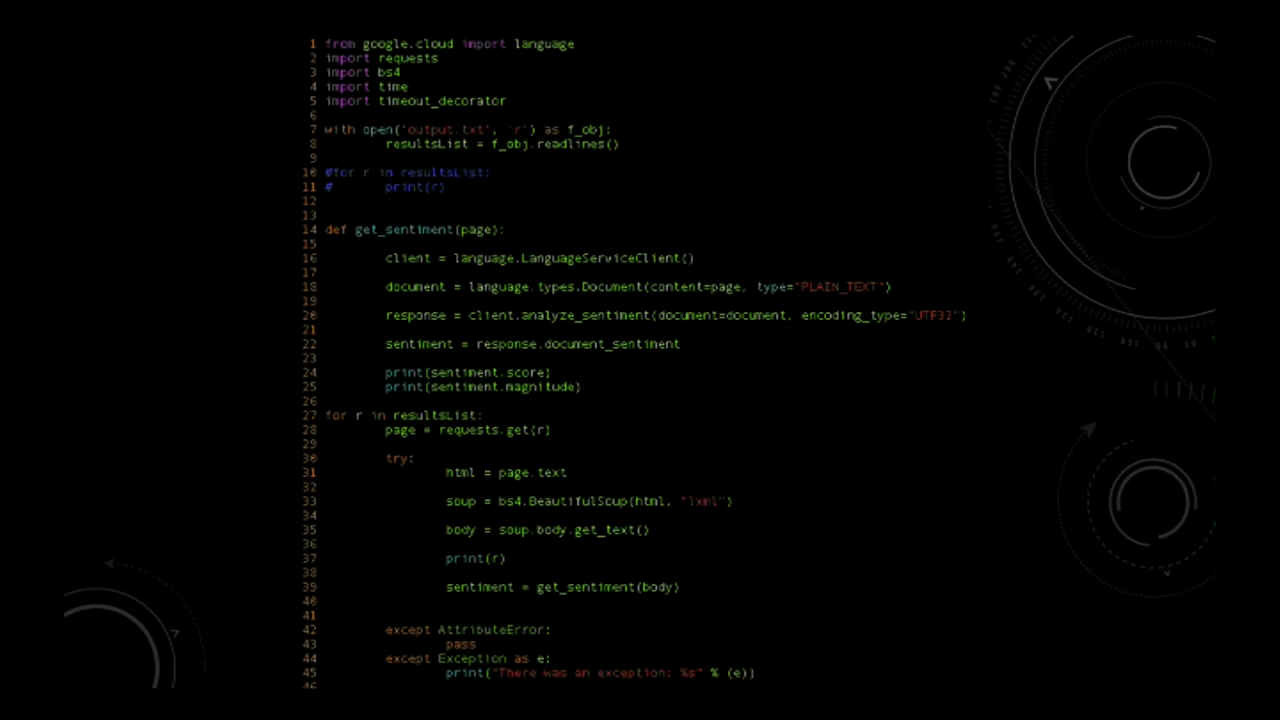 1 from google.cloud import language
2 import requests
3 import bs4
4 import time
5 import timeout_decorator
6
7 with open('output.txt', 'r') as f_obj:
8 resultsList = f_obj.readlines()
9
10 #for r in resultsList:
11 # print(r)
12
13
14 def get_sentiment(page):
15
16 client = language.LanguageServiceClient()
17
18 document = language.types.Document(content=page, type="PLAIN_TEXT")
19
20 response = client.analyze_sentiment(document=document, encoding_type="UTF32")
21
22 sentiment = response.document_sentiment
23
24 print(sentiment.score)
25 print(sentiment.magnitude)
26
27 for r in resultsList:
28 page = requests.get(r)
29
30 try:
31 html = page.text
32
33 soup = bs4.BeautifulSoup(html, "lxml")
34
35 body = soup.body.get_text()
36
37 print(r)
38
39 sentiment = get_sentiment(body)
40
41
42 except AttributeError:
43 pass
44 except Exception as e:
45 print("There was an exception: %s" % (e))
46